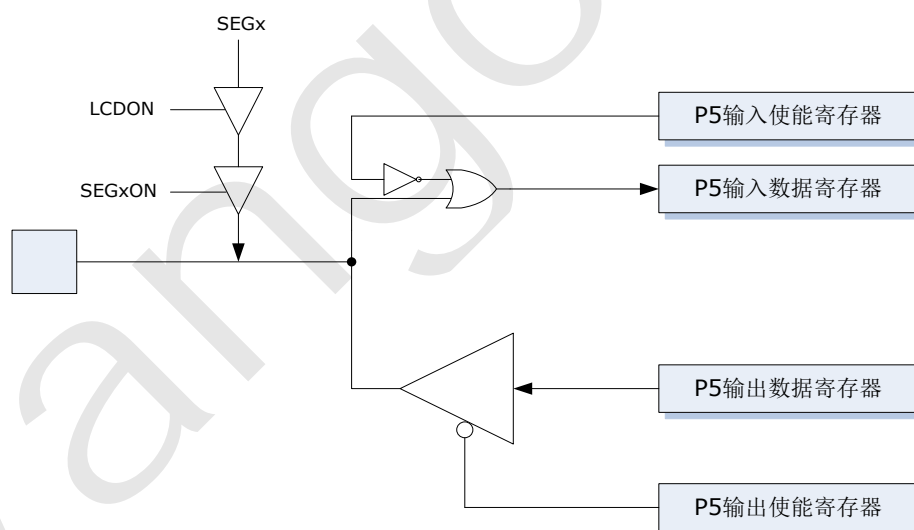 SEGx
LCDON
SEGxON
P5输入使能寄存器
P5输入数据寄存器
P5输出数据寄存器
P5输出使能寄存器
ango